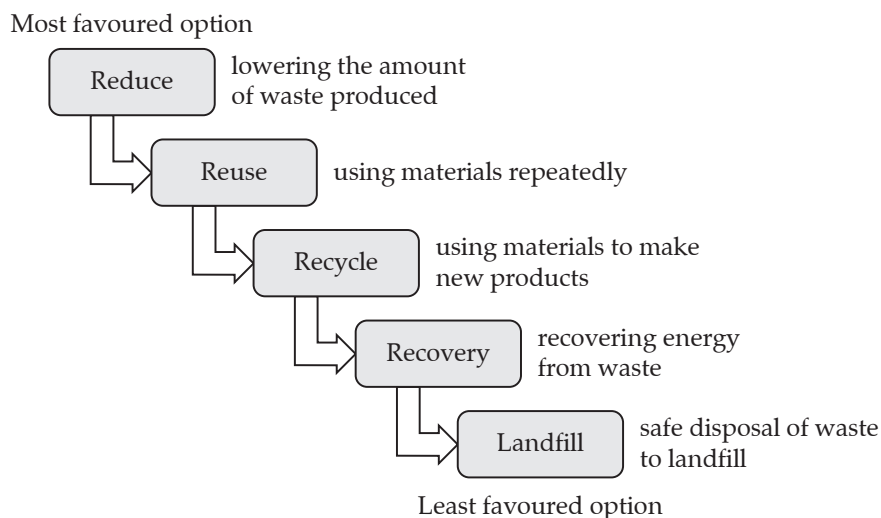 Most favoured option
Reduce
lowering the amount
of waste produced
Reuse
using materials repeatedly
Recycle
using materials to make
new products
Recovery
recovering energy
from waste
Landfill
safe disposal of waste
to landfill
Least favoured option